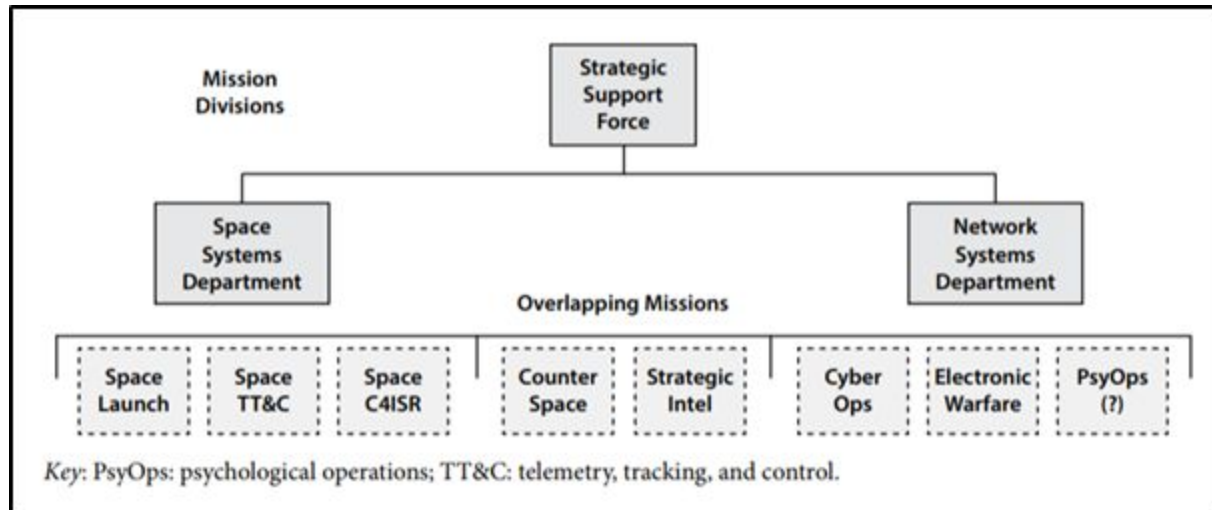 Mission
Divisions
Strategic
Support
Force
Space
Systems
Department
Network
Systems
Department
Overlapping Missions
Space
Launch
Space
TT&C
Space
C4ISR
Counter
Space
Strategic
Intel
Cyber
Ops
Electronic
Warfare
PsyOps
(?)
Key: PsyOps: psychological operations; TT&C: telemetry, tracking, and control.